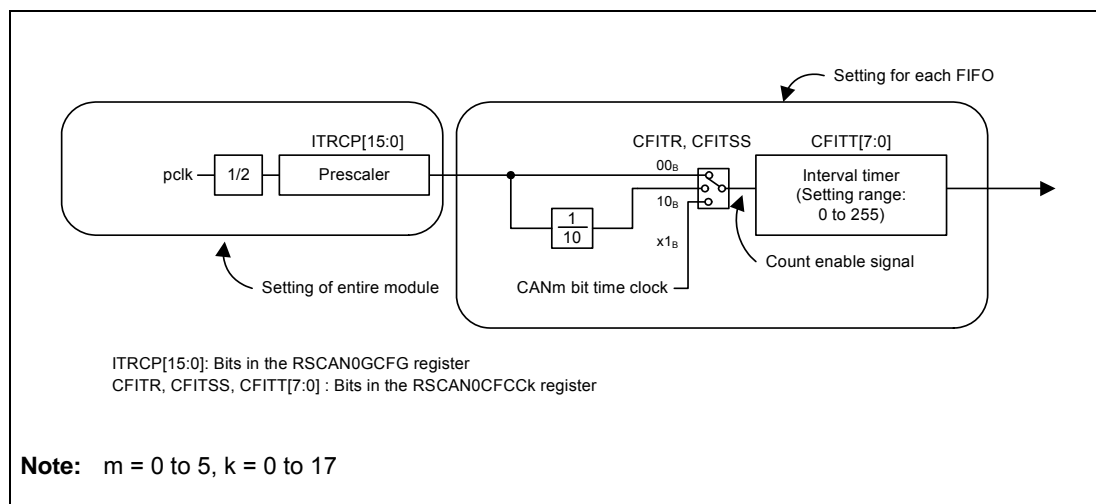 Setting for each FIFO
ITRCP[15:0]
CFITR, CFITSS
CFITT[7:0]
pclk
1/2
Prescaler
00B
Interval timer
(Setting range:
0 to 255)
10B
1
10
x1B
Count enable signal
Setting of entire module
CANm bit time clock
ITRCP[15:0]: Bits in the RSCAN0GCFG register
CFITR, CFITSS, CFITT[7:0] : Bits in the RSCAN0CFCCk register
Note: m = 0 to 5, k = 0 to 17